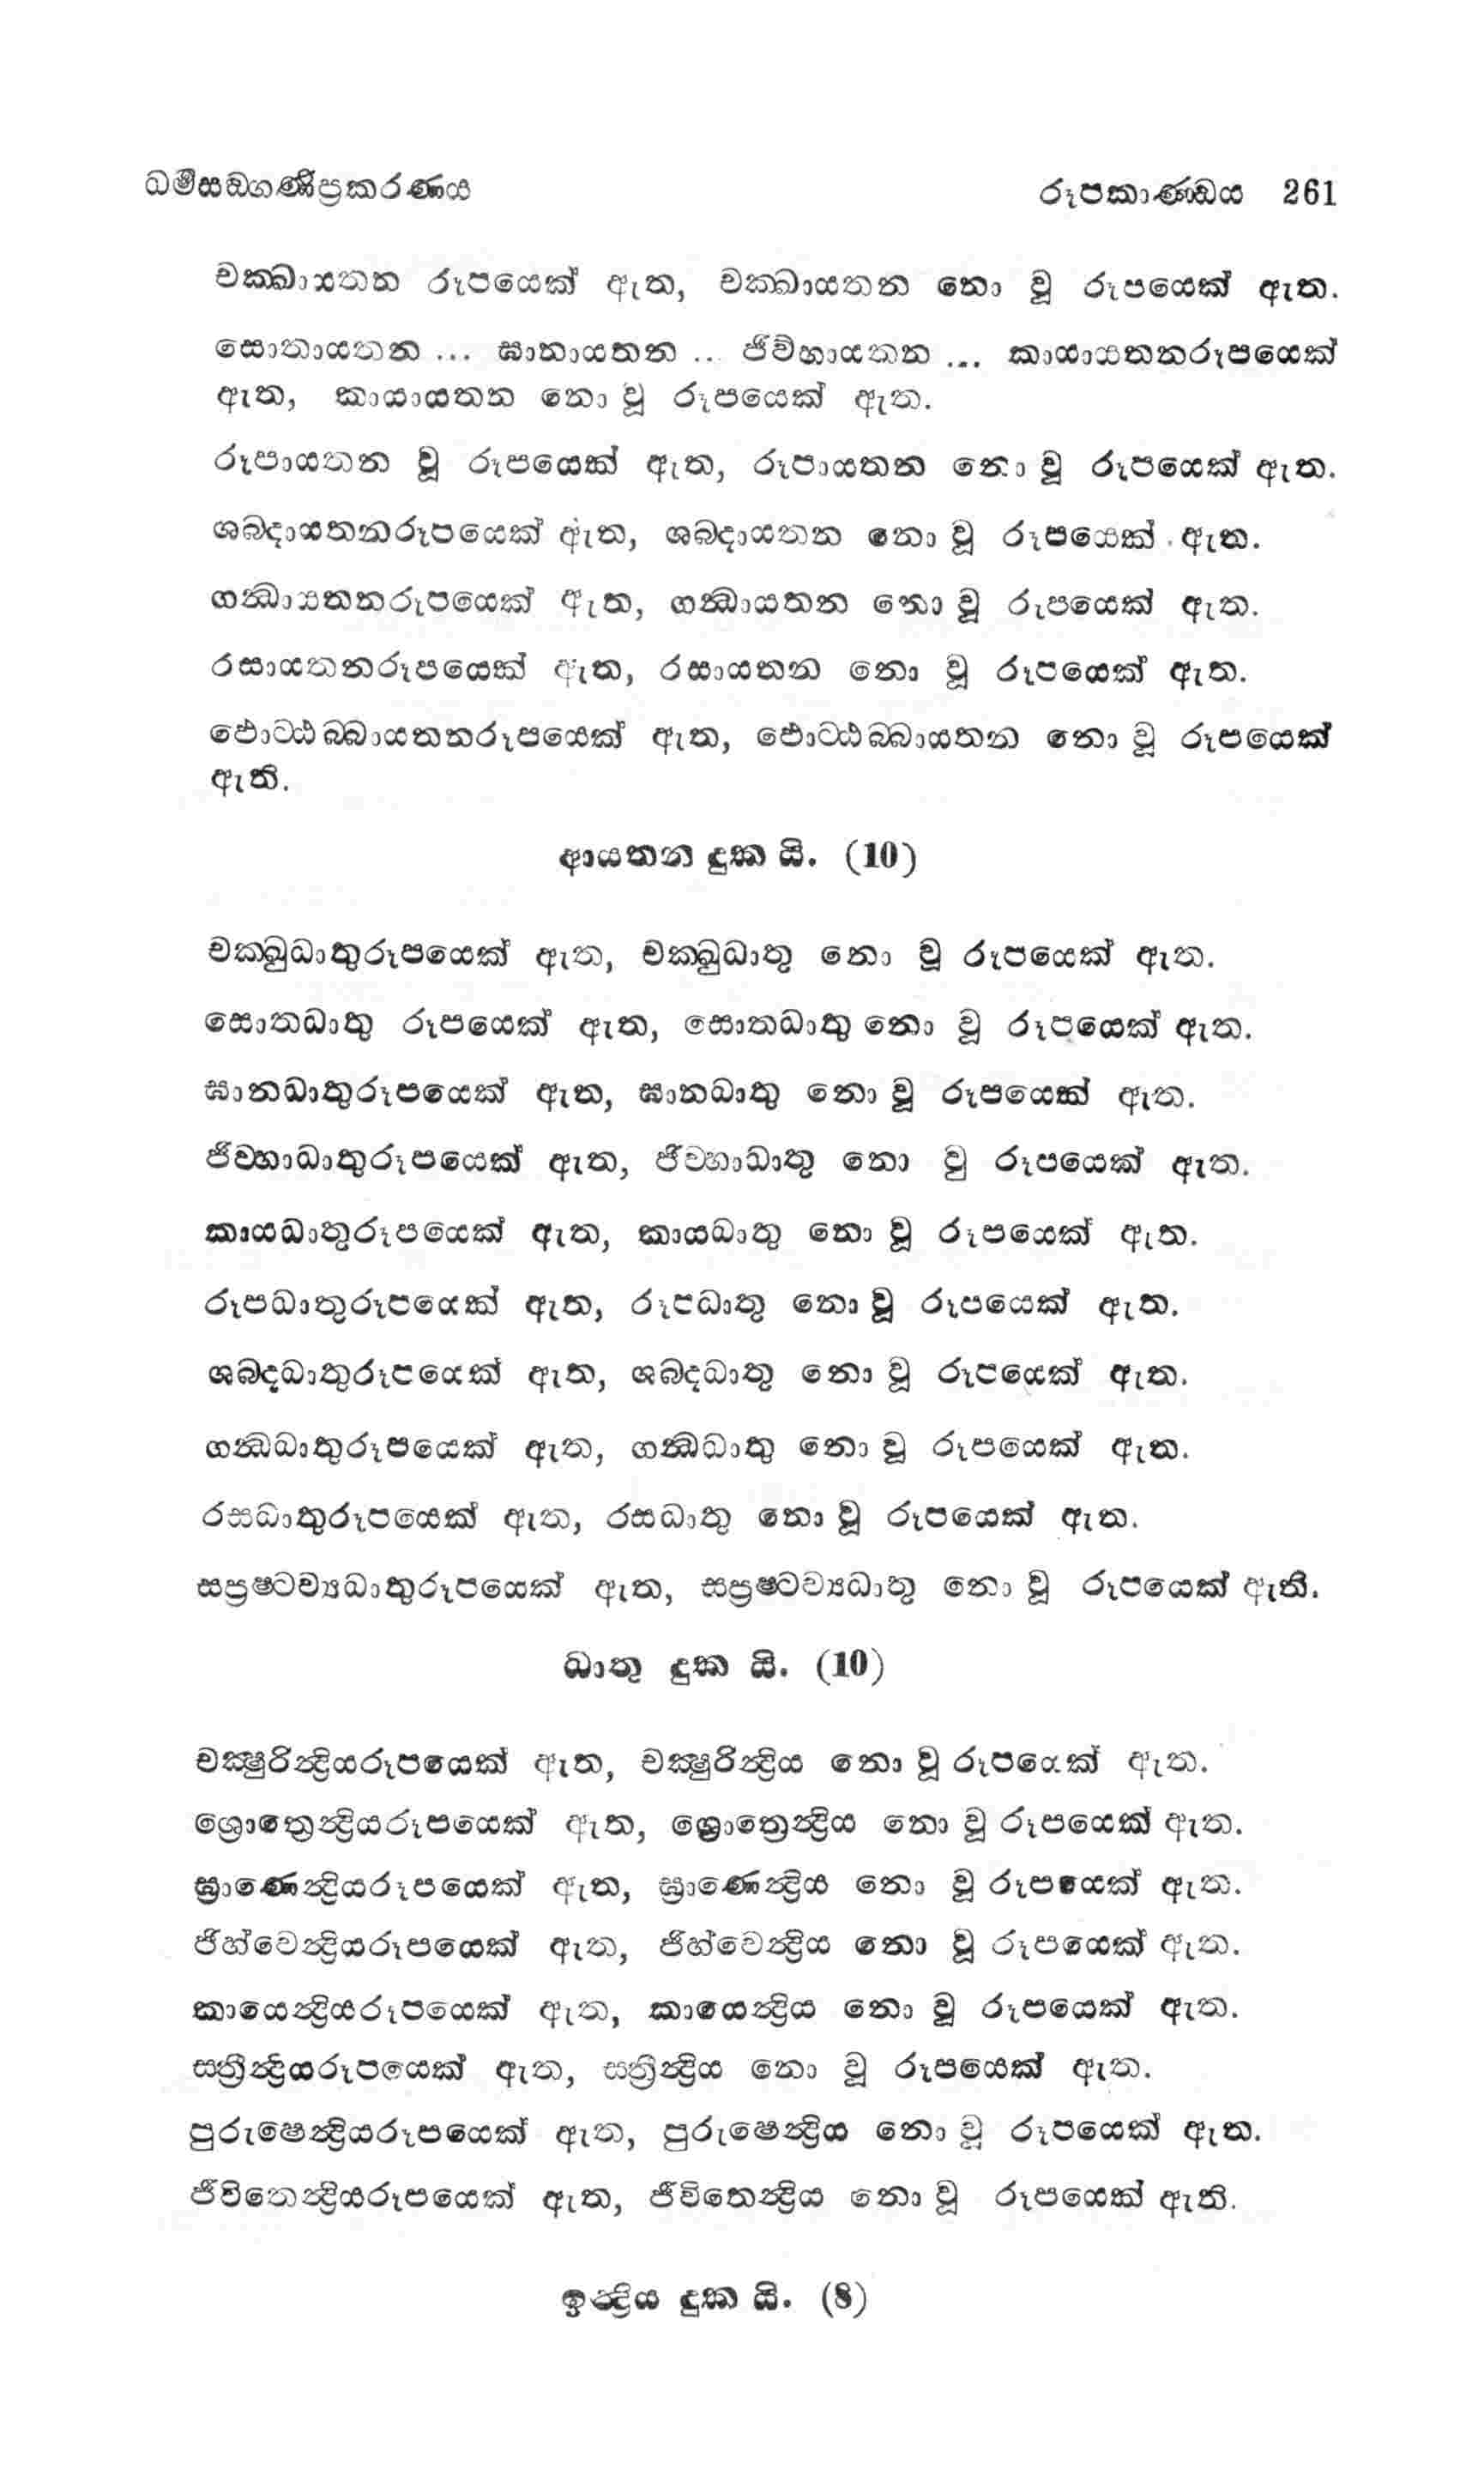 ධම්සඞ්ගණීප්‍රකරණය රූපකාණ්ඩය 261
චක්ඛායතන රූපයෙක් ඇත, චක්ඛායතන නො වූ රූපයෙක් ඇත.
සොතායතන ... ඝානායතන .. ජිව්හායතන ... කායායතනරූපයෙක්
ඇත, කායායතන නො වූ රූපයෙක් ඇත.
රූපායතන වූ රූපයෙක් ඇත, රූපායතන නො වූ රූපයෙක් ඇත.
ශබ්දායතනරූපයෙක් ඇත, ශබ්දායතන නො වූ රූපයෙක් ඇත.
ගන්ධායතනරූපයෙක් ඇත, ගන්ධායතන නො වූ රූපයෙක් ඇත.
රසායතනරූපයෙක් ඇත, රසායතන නො වූ රූපයෙක් ඇත.
ඵොට්ඨබ්බායතනරූපයෙක් ඇත, ඵොට්ඨබ්බායතන නො වූ රූපයෙක්
ඇති.
ආයතන දුක යි. (10)
චක්ඛුධාතුරූපයෙක් ඇත, චක්ඛුධාතු නො වූ රූපයෙක් ඇත.
සොතධාතු රූපයෙක් ඇත, සොතධාතු නො වූ රූපයෙක් ඇත.
ඝානධාතුරූපයෙක් ඇත, ඝානධාතු නො වූ රූපයෙක් ඇත.
ජිව්හාධාතුරූපයෙක් ඇත, ජිව්හාධාතු නො වු රූපයෙක් ඇත.
කායධාතුරූපයෙක් ඇත, කායධාතු නො වූ රූපයෙක් ඇත.
රූපධාතුරූපයෙක් ඇත, රූපධාතු නො වූ රූපයෙක් ඇත.
ශබ්දධාතුරූපයෙක් ඇත, ශබ්දධාතු නො වූ රූපයෙක් ඇත.
ගන්ධධාතුරූපයෙක් ඇත, ගන්ධධාතු නො වූ රූපයෙක් ඇත.
රසධාතුරූපයෙක් ඇත, රසධාතු නො වූ රූපයෙක් ඇත.
ස්ප්‍රෂ්ටව්‍යධාතුරූපයෙක් ඇත, ස්ප්‍රෂ්ටව්‍යධාතු නො වූ රූපයෙක් ඇති.
ධාතු දුක යි. (10)
චක්ෂුරින්ද්‍රියරූපයෙක් ඇත, චක්ෂුරින්ද්‍රිය නො වූ රූපයෙක් ඇත.
ශ්‍රොත්‍රෙන්ද්‍රියරූපයෙක් ඇත, ශ්‍රොත්‍රෙන්ද්‍රිය නො වූ රූපයෙක් ඇත.
ඝ්‍රාණෙන්ද්‍රියරූපයෙක් ඇත, ඝ්‍රාණෙන්ද්‍රිය නො වූ රූපයෙක් ඇත.
ජිහ්වෙන්ද්‍රියරූපයෙක් ඇත, ජිහ්වෙන්ද්‍රිය නො වූ රූපයෙක් ඇත.
කායෙන්ද්‍රියරූපයෙක් ඇත, කායෙන්ද්‍රිය නො වූ රූපයෙක් ඇත.
ස්ත්‍රීන්ද්‍රියරූපයෙක් ඇත, ස්ත්‍රීන්ද්‍රිය නො වූ රූපයෙක් ඇත.
පුරුෂෙන්ද්‍රියරූපයෙක් ඇත, පුරුෂෙන්ද්‍රිය නො වූ රූපයෙක් ඇත.
ජීවිතෙන්ද්‍රියරූපයෙක් ඇත, ජීවිතෙන්ද්‍රිය නො වූ රූපයෙක් ඇති.
ඉන්ද්‍රිය දුක යි. (8)